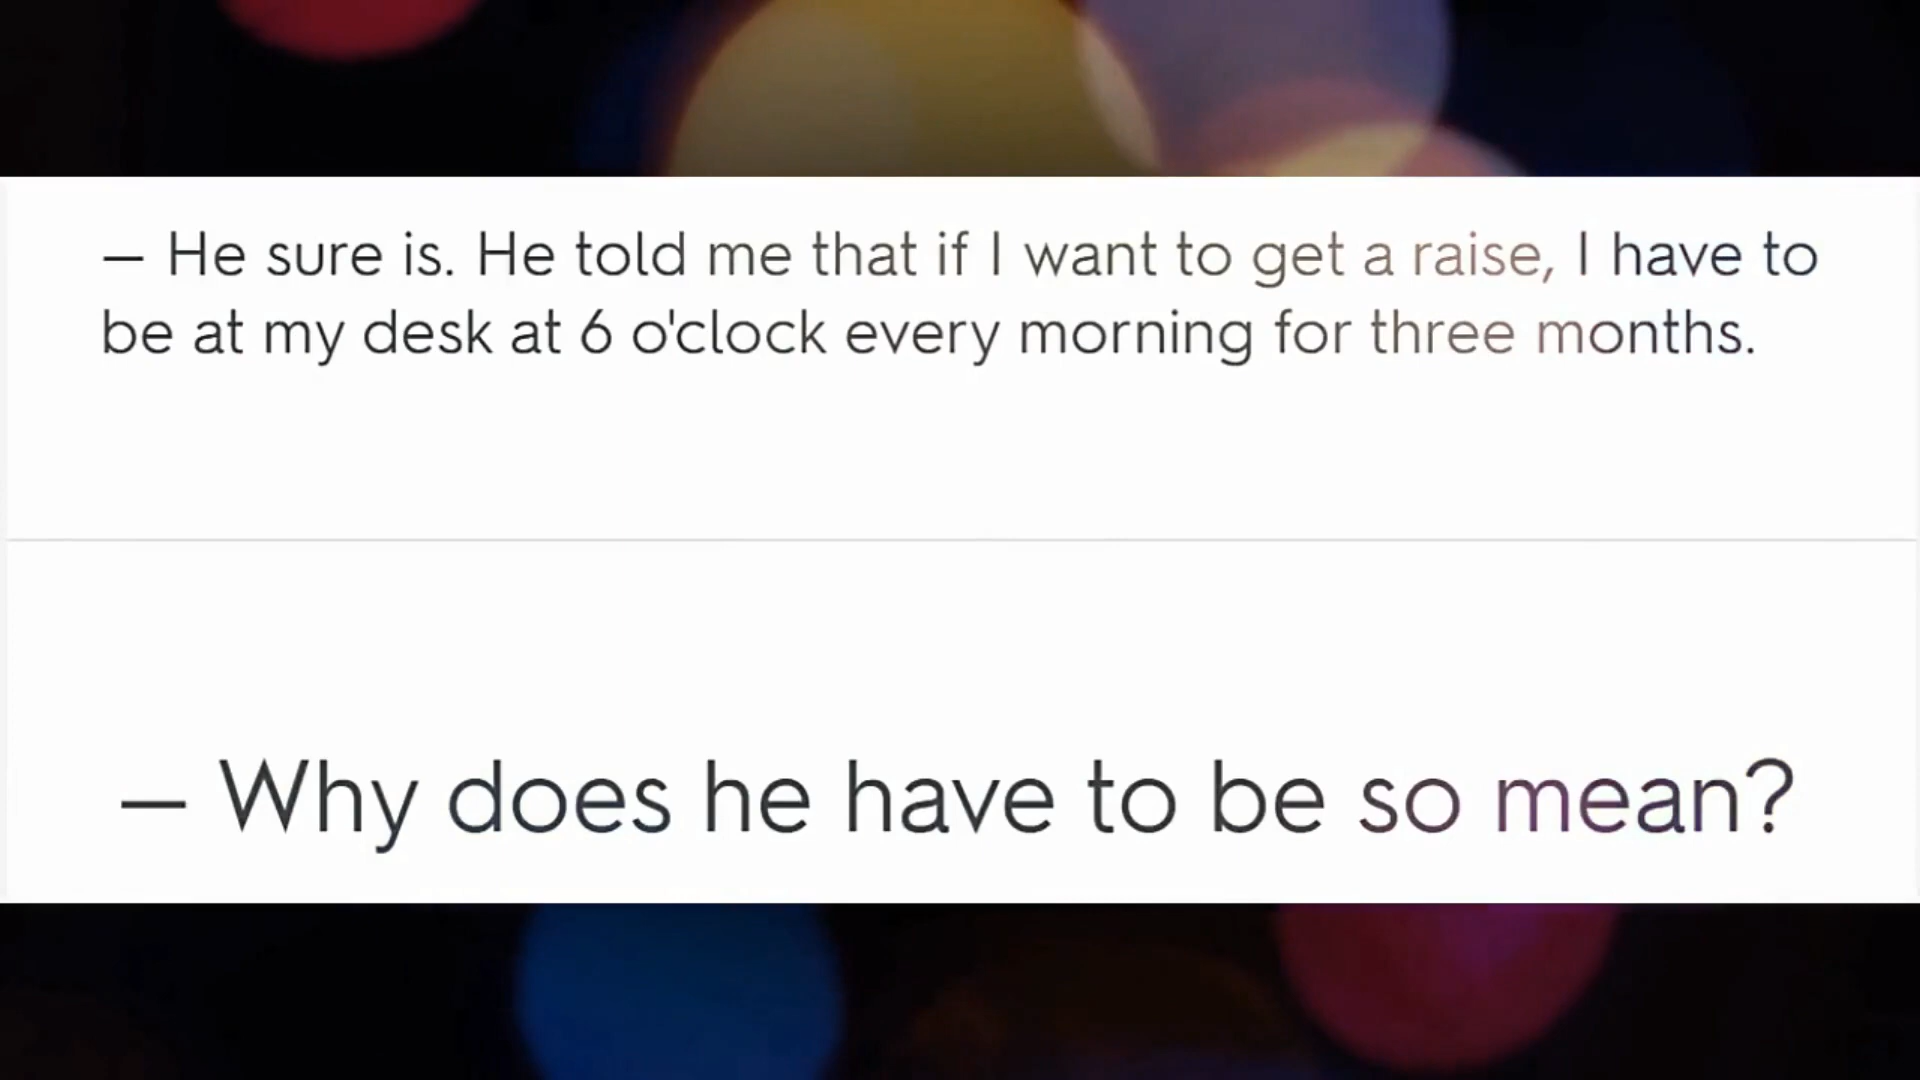 — He sure is. He told me that if I want to get a raise, I have to
be at my desk at 6 o'clock every morning for three months.
— Why does he have to be so mean?